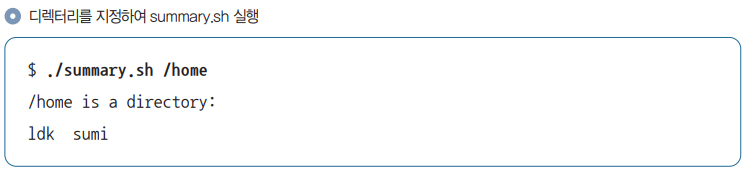 디렉터리를 지정하여 summary.sh 실행
$ ./summary.sh /home
/home is a directory:
ldk  sumi